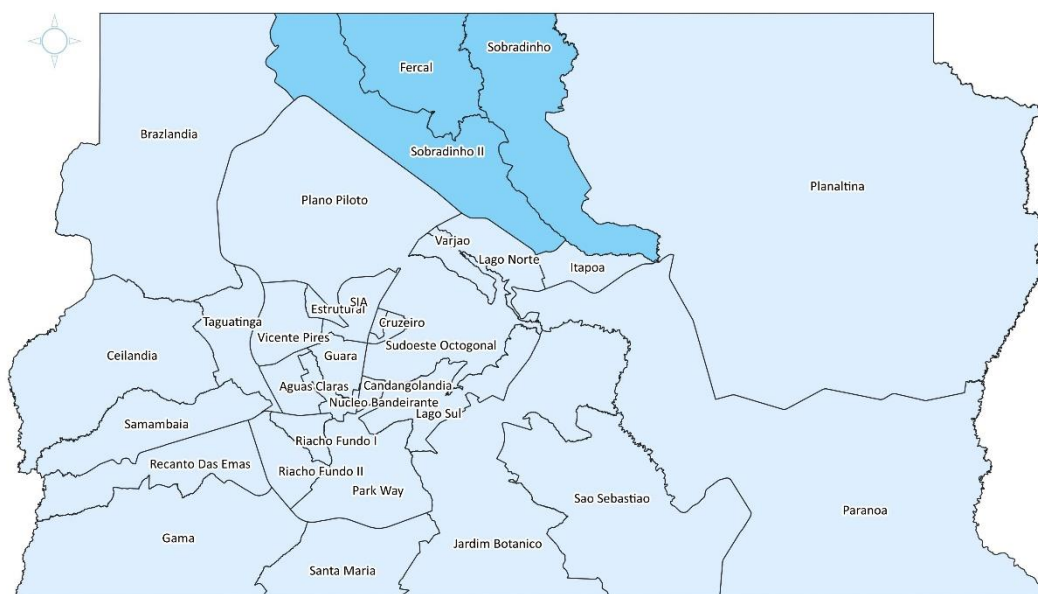 Sobradinho
Fercal
Brazlandia
Sobradinho II
Planaltina
Plano Piloto
Varjao
Lago Norte
Itapoa
SIA
Estrutural
Taguatinga
Cruzeiro
Vicente Pires
Sudoeste Octogonal
Ceilandia
Guara
Aguas Claras
Candangolandia
Nucleo Bandeirante
Lago Sul
Samambaia
Riacho Fundo I
Recanto Das Emas
Riacho Fundo II
Park Way
Sao Sebastiao
Paranoa
Gama
Jardim Botanico
Santa Maria